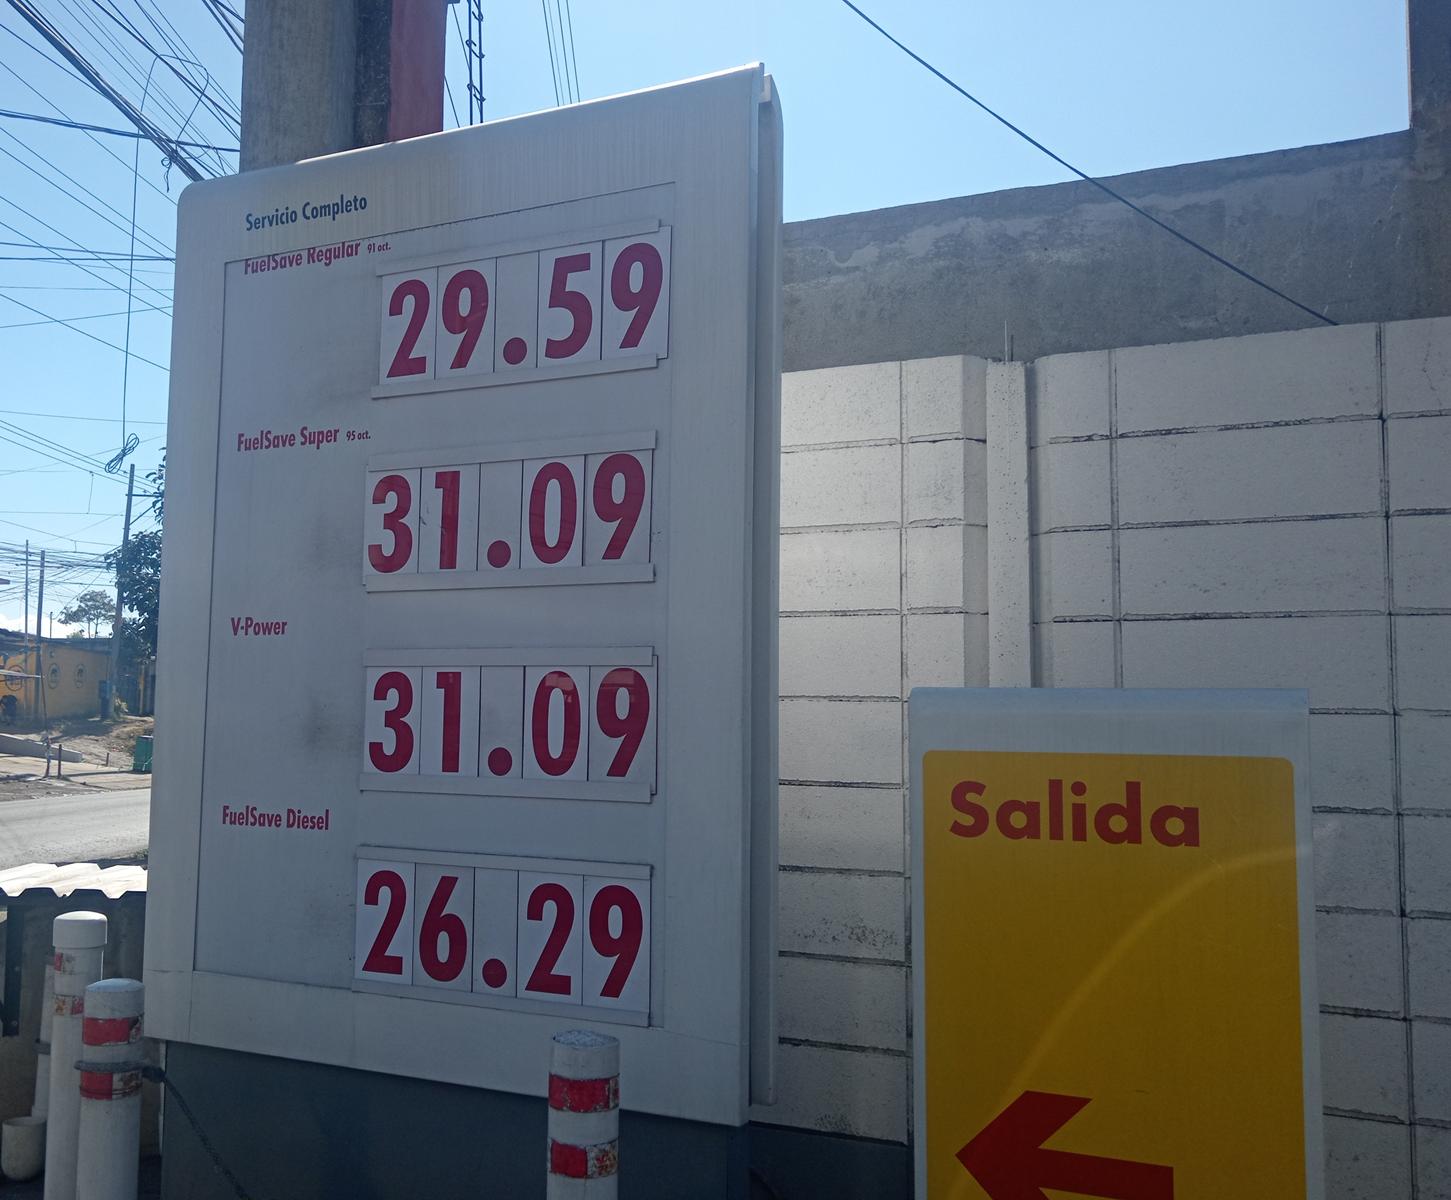 Servicio Completo
FuelSave Regular 91 oct.
29.59
FuelSave Super 95 oct.
31.09
V-Power
31.09
FuelSave Diesel
26.29
Salida